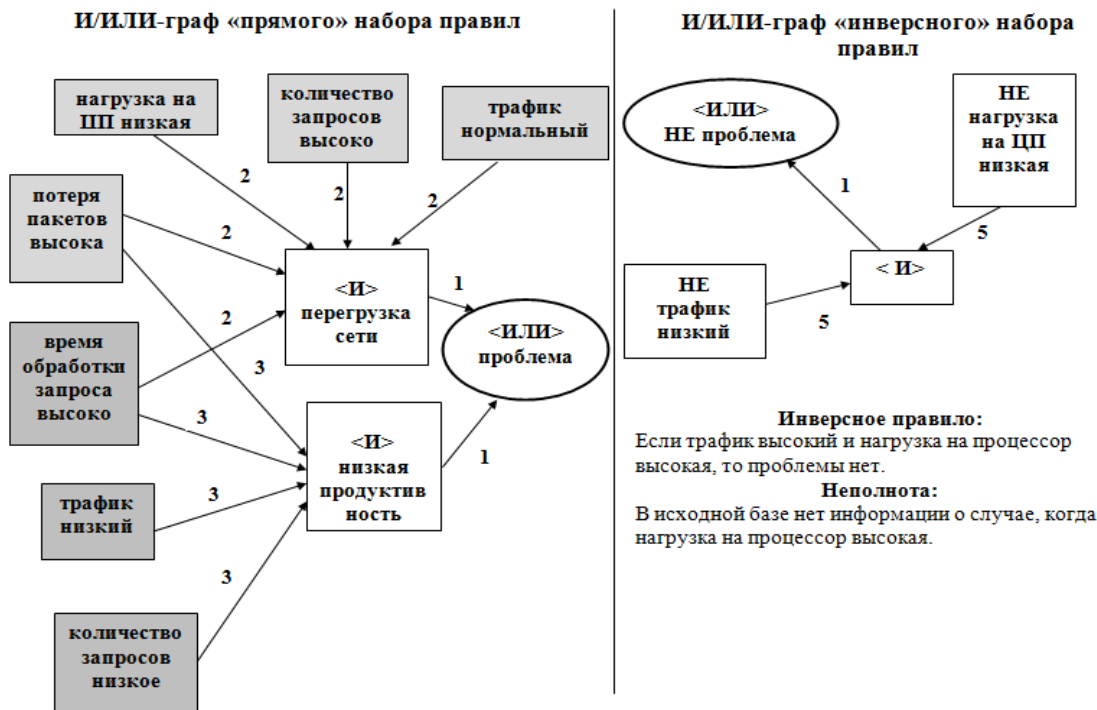 И/ИЛИ-граф «прямого» набора правил
нагрузка на
ЦП низкая
количество
запросов
высоко
трафик
нормальный
потеря
пакетов
высока
2
2
2
2
<И>
перегрузка
сети
1
время
обработки
запроса
высоко
2
3
<ИЛИ>
проблема
3
<И>
низкая
продуктив
ность
1
трафик
низкий
3
3
количество
запросов
низкое
И/ИЛИ-граф «инверсного» набора
правил
<ИЛИ>
НЕ проблема
НЕ
нагрузка
на ЦП
низкая
1
5
< И>
НЕ
трафик
низкий
5
Инверсное правило:
Если трафик высокий и нагрузка на процессор
высокая, то проблемы нет.
Неполнота:
В исходной базе нет информации о случае, когда
нагрузка на процессор высокая.